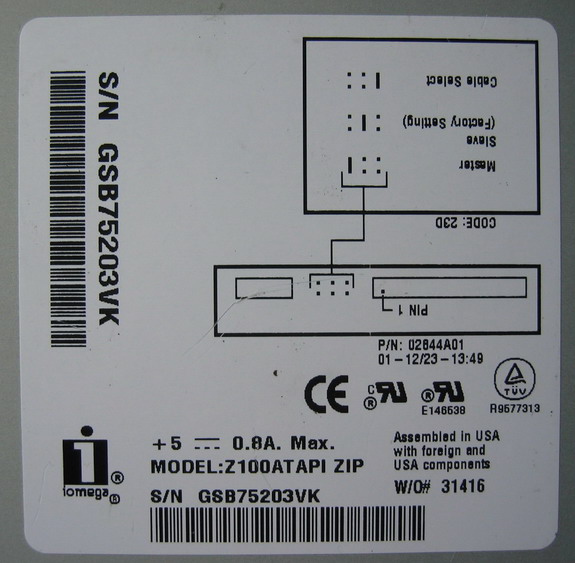 S/N GSB75203VK
Cable Select
Slave
(Factory Setting)
Master
CODE: 23D
PIN 1
P/N: 02844A01
01-12/23-13:49
CE
C UR ®
® UR
E146538
TÜV
R9577313
+5 ⎓ 0.8A. Max.
MODEL:Z100ATAPI ZIP
S/N GSB75203VK
Assembled in USA
with foreign and
USA components
W/O# 31416
iomega®